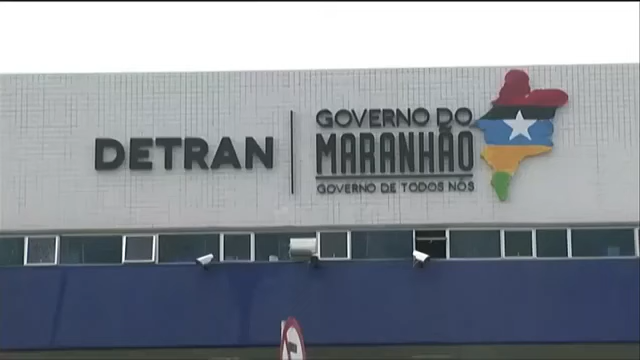 DETRAN
GOVERNO DO
MARANHÃO
GOVERNO DE TODOS NÓS